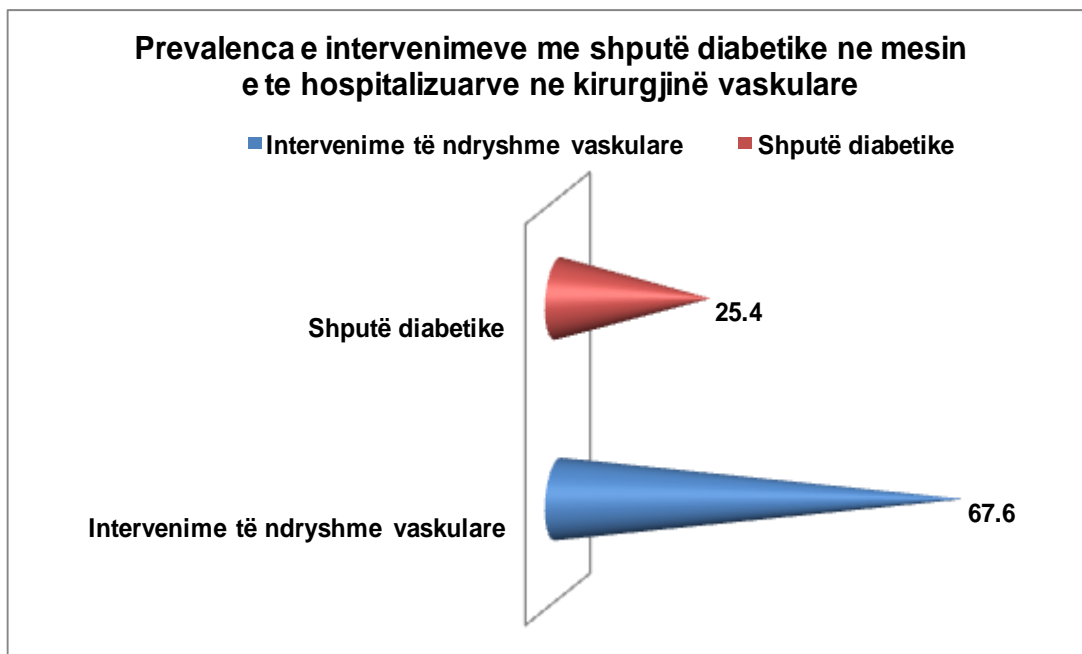 Prevalenca e intervenimeve me shputë diabetike ne mesin
e te hospitalizuarve ne kirurgjinë vaskulare
Intervenime të ndryshme vaskulare Shputë diabetike
Shputë diabetike
25.4
Intervenime të ndryshme vaskulare
67.6